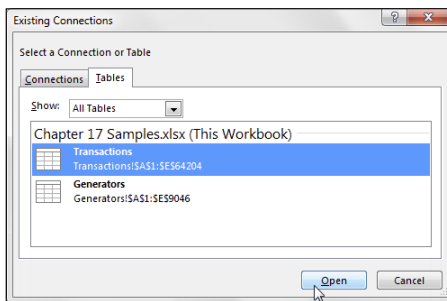 Existing Connections
Select a Connection or Table
Connections Tables
Show: All Tables
Chapter 17 Samples.xlsx (This Workbook)
Transactions
Transactions!$A$1:$E$64204
Generators
Generators!$A$1:$E$9046
Open Cancel